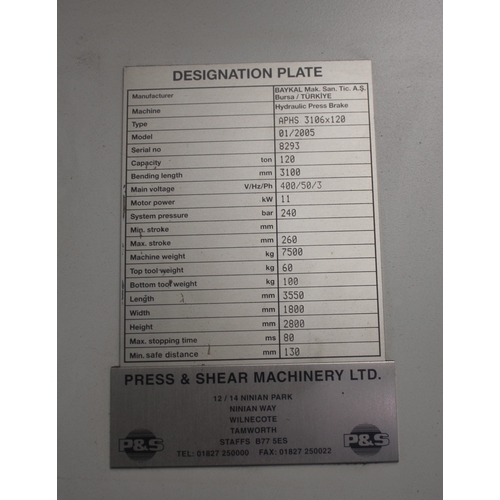 DESIGNATION PLATE
Manufacturer BAYKAL Mak. San. Tic. A.Ş.
Bursa / TÜRKİYE
Machine Hydraulic Press Brake
Type APHS 3106x120
Model 01/2005
Serial no 8293
Capacity ton 120
Bending length mm 3100
Main voltage V/Hz/Ph 400/50/3
Motor power kW 11
System pressure bar 240
Min. stroke mm
Max. stroke mm 260
Machine weight kg 7500
Top tool weight kg 60
Bottom tool weight kg 100
Length mm 3550
Width mm 1800
Height mm 2800
Max. stopping time ms 80
Min. safe distance mm 130
PRESS & SHEAR MACHINERY LTD.
12 / 14 NINIAN PARK
NINIAN WAY
WILNECOTE
TAMWORTH
STAFFS B77 5ES
TEL: 01827 250000 FAX: 01827 250022
P&S P&S